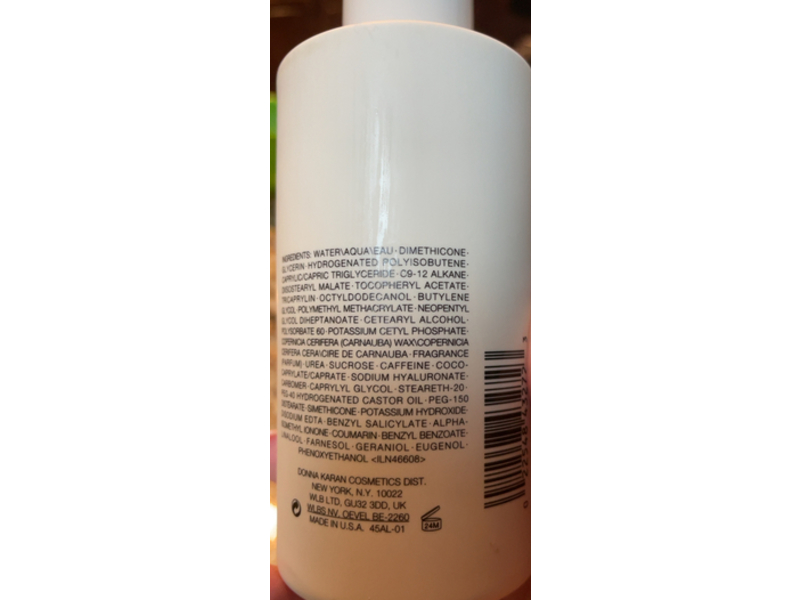 INGREDIENTS: WATER\AQUA\EAU · DIMETHICONE ·
GLYCERIN · HYDROGENATED POLYISOBUTENE ·
CAPRYLIC/CAPRIC TRIGLYCERIDE · C9-12 ALKANE ·
DIISOSTEARYL MALATE · TOCOPHERYL ACETATE ·
TRICAPRYLIN · OCTYLDODECANOL · BUTYLENE
GLYCOL · POLYMETHYL METHACRYLATE · NEOPENTYL
GLYCOL DIHEPTANOATE · CETEARYL ALCOHOL ·
POLYSORBATE 60 · POTASSIUM CETYL PHOSPHATE ·
COPERNICIA CERIFERA (CARNAUBA) WAX\COPERNICIA
CERIFERA CERA\CIRE DE CARNAUBA · FRAGRANCE
(PARFUM) · UREA · SUCROSE · CAFFEINE · COCO-
CAPRYLATE/CAPRATE · SODIUM HYALURONATE ·
CARBOMER · CAPRYLYL GLYCOL · STEARETH-20 ·
PEG-40 HYDROGENATED CASTOR OIL · PEG-150
DISTEARATE · SIMETHICONE · POTASSIUM HYDROXIDE ·
DISODIUM EDTA · BENZYL SALICYLATE · ALPHA-
ISOMETHYL IONONE · COUMARIN · BENZYL BENZOATE ·
LINALOOL · FARNESOL · GERANIOL · EUGENOL ·
PHENOXYETHANOL <ILN46608>
DONNA KARAN COSMETICS DIST.
NEW YORK, N.Y. 10022
WLB LTD, GU32 3DD, UK
WLBS NV. OEVEL BE-2260
MADE IN U.S.A. 45AL-01
24M